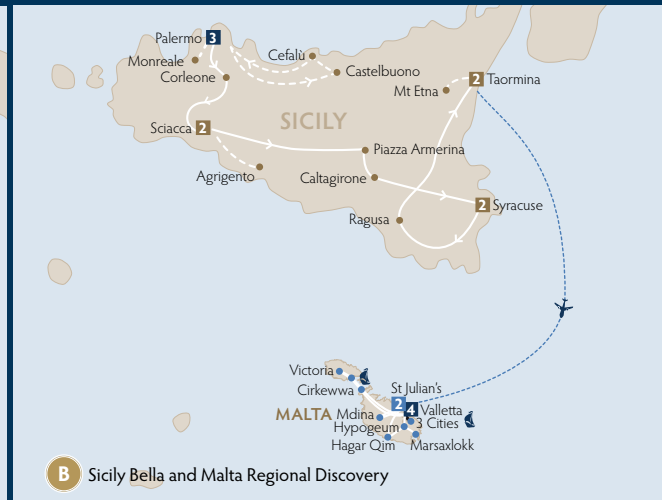 Palermo 3
Monreale
Cefalù
Castelbuono
Corleone
Mt Etna
2 Taormina
SICILY
Sciacca 2
Piazza Armerina
Agrigento
Caltagirone
2 Syracuse
Ragusa
Victoria
Cirkewwa
St Julian's
2
4 Valletta
MALTA
Mdina
3 Cities
Hypogeum
Hagar Qim
Marsaxlokk
B Sicily Bella and Malta Regional Discovery